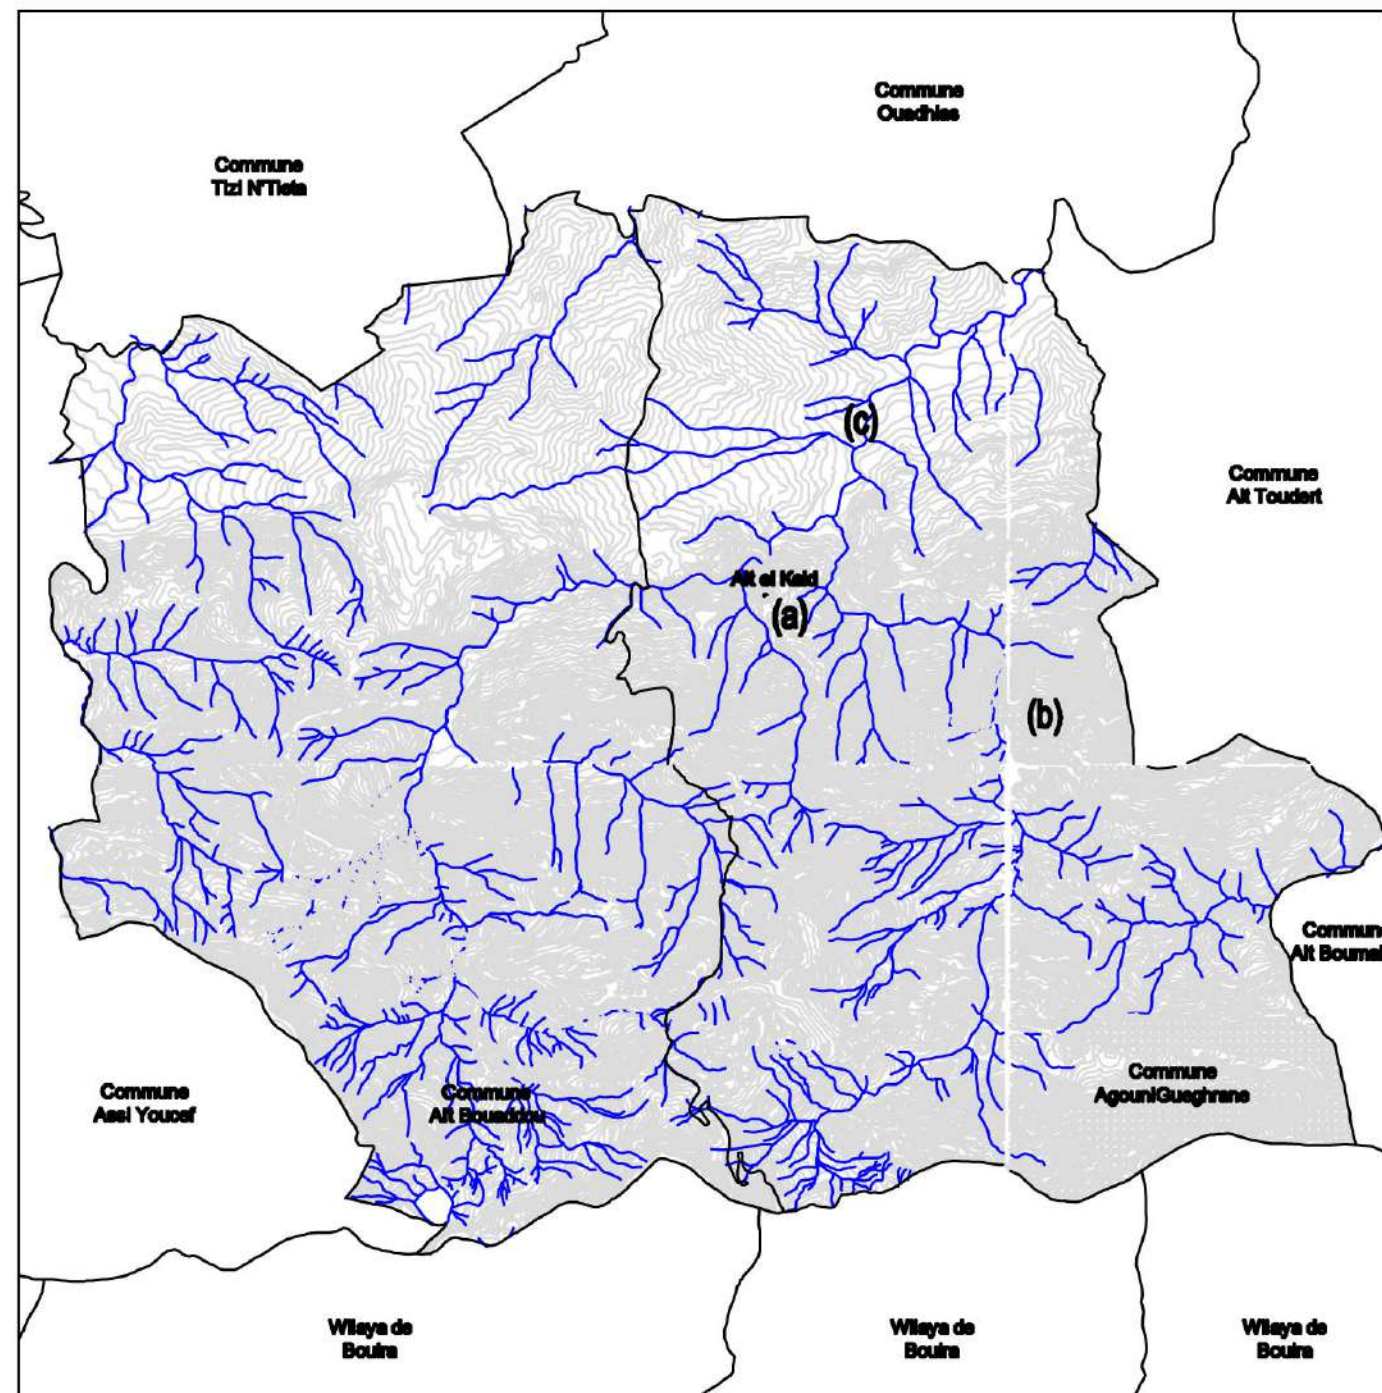 Commune
Ouadhias
Commune
Tizi N'Tleta
(c)
Commune
Ait Toudert
Ait el Kaid
(a)
(b)
Commune
Ait Boumah
Commune
AgouniGueghrane
Commune
Assi Youcef
Commune
Ait Bouaddou
Wilaya de
Bouira
Wilaya de
Bouira
Wilaya de
Bouira